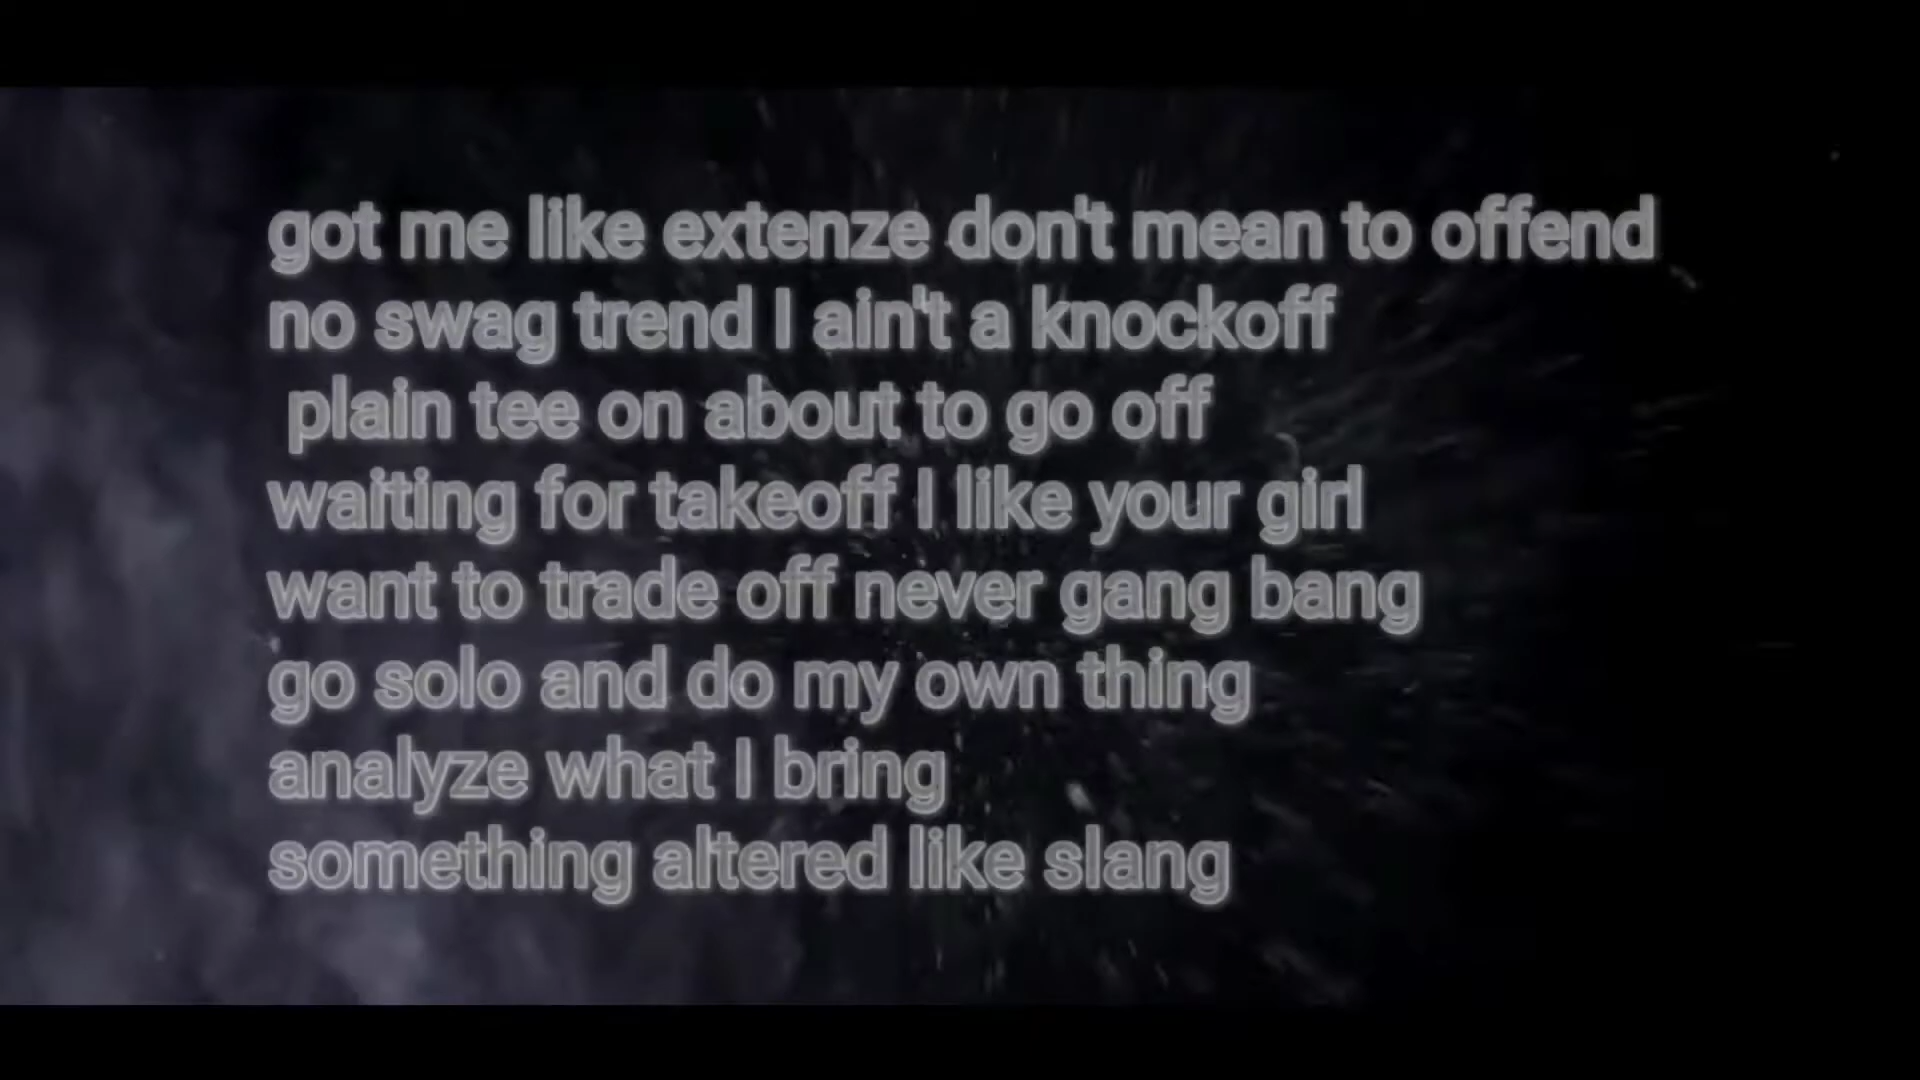 got me like extenze don't mean to offend
no swag trend I ain't a knockoff
plain tee on about to go off
waiting for takeoff I like your girl
want to trade off never gang bang
go solo and do my own thing
analyze what I bring
something altered like slang